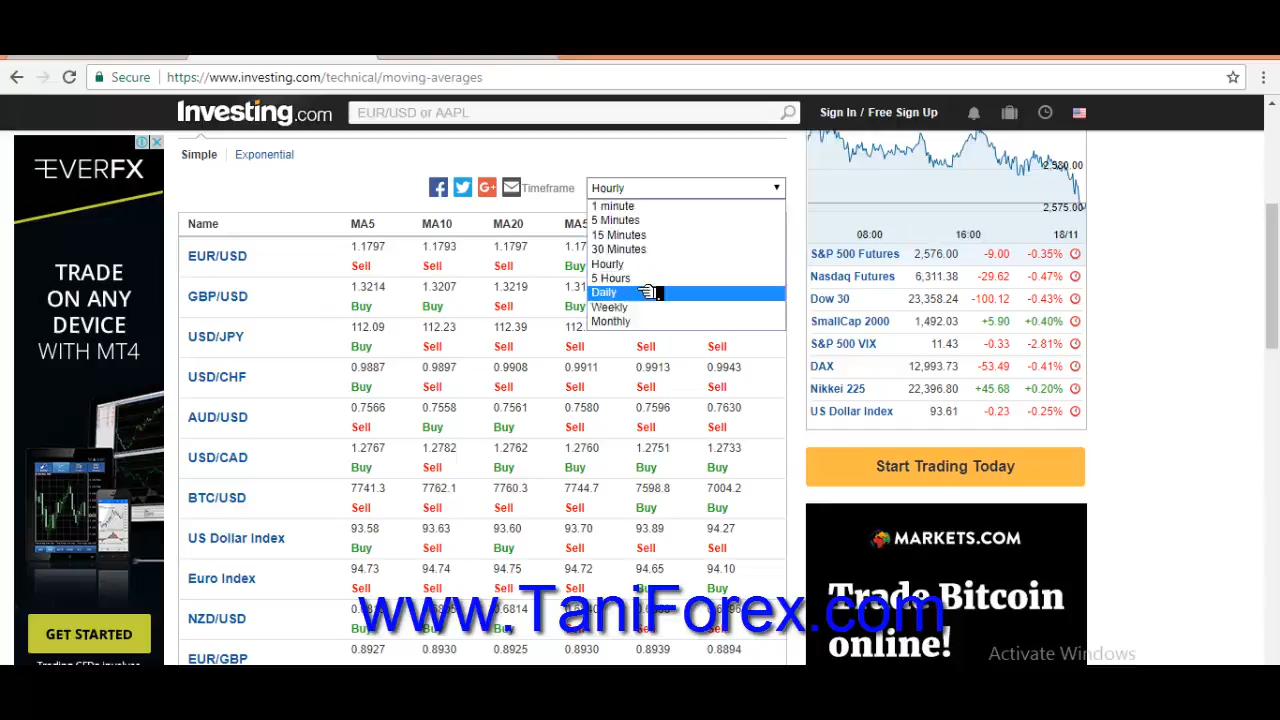 Secure https://www.investing.com/technical/moving-averages
Investing.com EUR/USD or AAPL Sign In / Free Sign Up
EVERFX
TRADE
ON ANY
DEVICE
WITH MT4
GET STARTED
Simple Exponential
Timeframe Hourly
1 minute
5 Minutes
15 Minutes
30 Minutes
Hourly
5 Hours
Daily
Weekly
Monthly
Name MA5 MA10 MA20
EUR/USD 1.1797 1.1793 1.1797
Sell Sell Sell Buy
GBP/USD 1.3214 1.3207 1.3219
Buy Buy Sell Buy
USD/JPY 112.09 112.23 112.39
Buy Sell Sell Sell Sell Sell
USD/CHF 0.9887 0.9897 0.9908 0.9911 0.9913 0.9943
Buy Sell Sell Sell Sell Sell
AUD/USD 0.7566 0.7558 0.7561 0.7580 0.7596 0.7630
Sell Buy Buy Sell Sell Sell
USD/CAD 1.2767 1.2782 1.2762 1.2760 1.2751 1.2733
Buy Sell Buy Buy Buy Buy
BTC/USD 7741.3 7762.1 7760.3 7744.7 7598.8 7004.2
Sell Sell Sell Sell Buy Buy
US Dollar Index 93.58 93.63 93.60 93.70 93.89 94.27
Buy Sell Buy Sell Sell Sell
Euro Index 94.73 94.74 94.75 94.72 94.65 94.10
Sell Sell Sell Sell Buy
NZD/USD
EUR/GBP 0.8927 0.8930 0.8925 0.8930 0.8939 0.8894
2,575.00
08:00 16:00 18/11
S&P 500 Futures 2,576.00 -9.00 -0.35%
Nasdaq Futures 6,311.38 -29.62 -0.47%
Dow 30 23,358.24 -100.12 -0.43%
SmallCap 2000 1,492.03 +5.90 +0.40%
S&P 500 VIX 11.43 -0.33 -2.81%
DAX 12,993.73 -53.49 -0.41%
Nikkei 225 22,396.80 +45.68 +0.20%
US Dollar Index 93.61 -0.23 -0.25%
Start Trading Today
MARKETS.COM
Trade Bitcoin
online!
www.TaniForex.com
Activate Windows